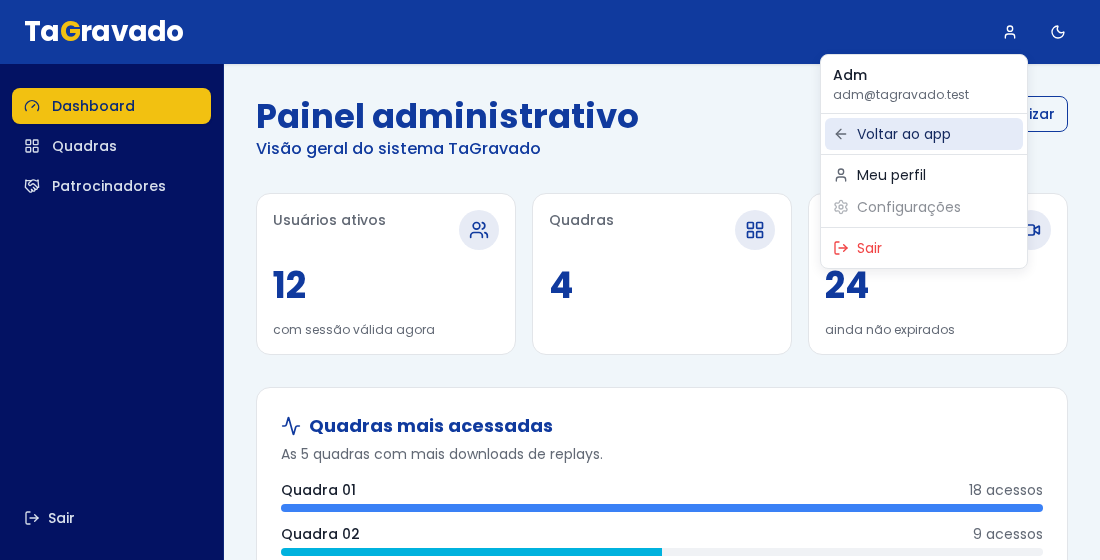 TaGravado
Adm
adm@tagravado.test
Voltar ao app
Meu perfil
Configurações
Sair
Dashboard
Quadras
Patrocinadores
Sair
Painel administrativo
Visão geral do sistema TaGravado
Usuários ativos
12
com sessão válida agora
Quadras
4
24
ainda não expirados
Quadras mais acessadas
As 5 quadras com mais downloads de replays.
Quadra 01
18 acessos
Quadra 02
9 acessos